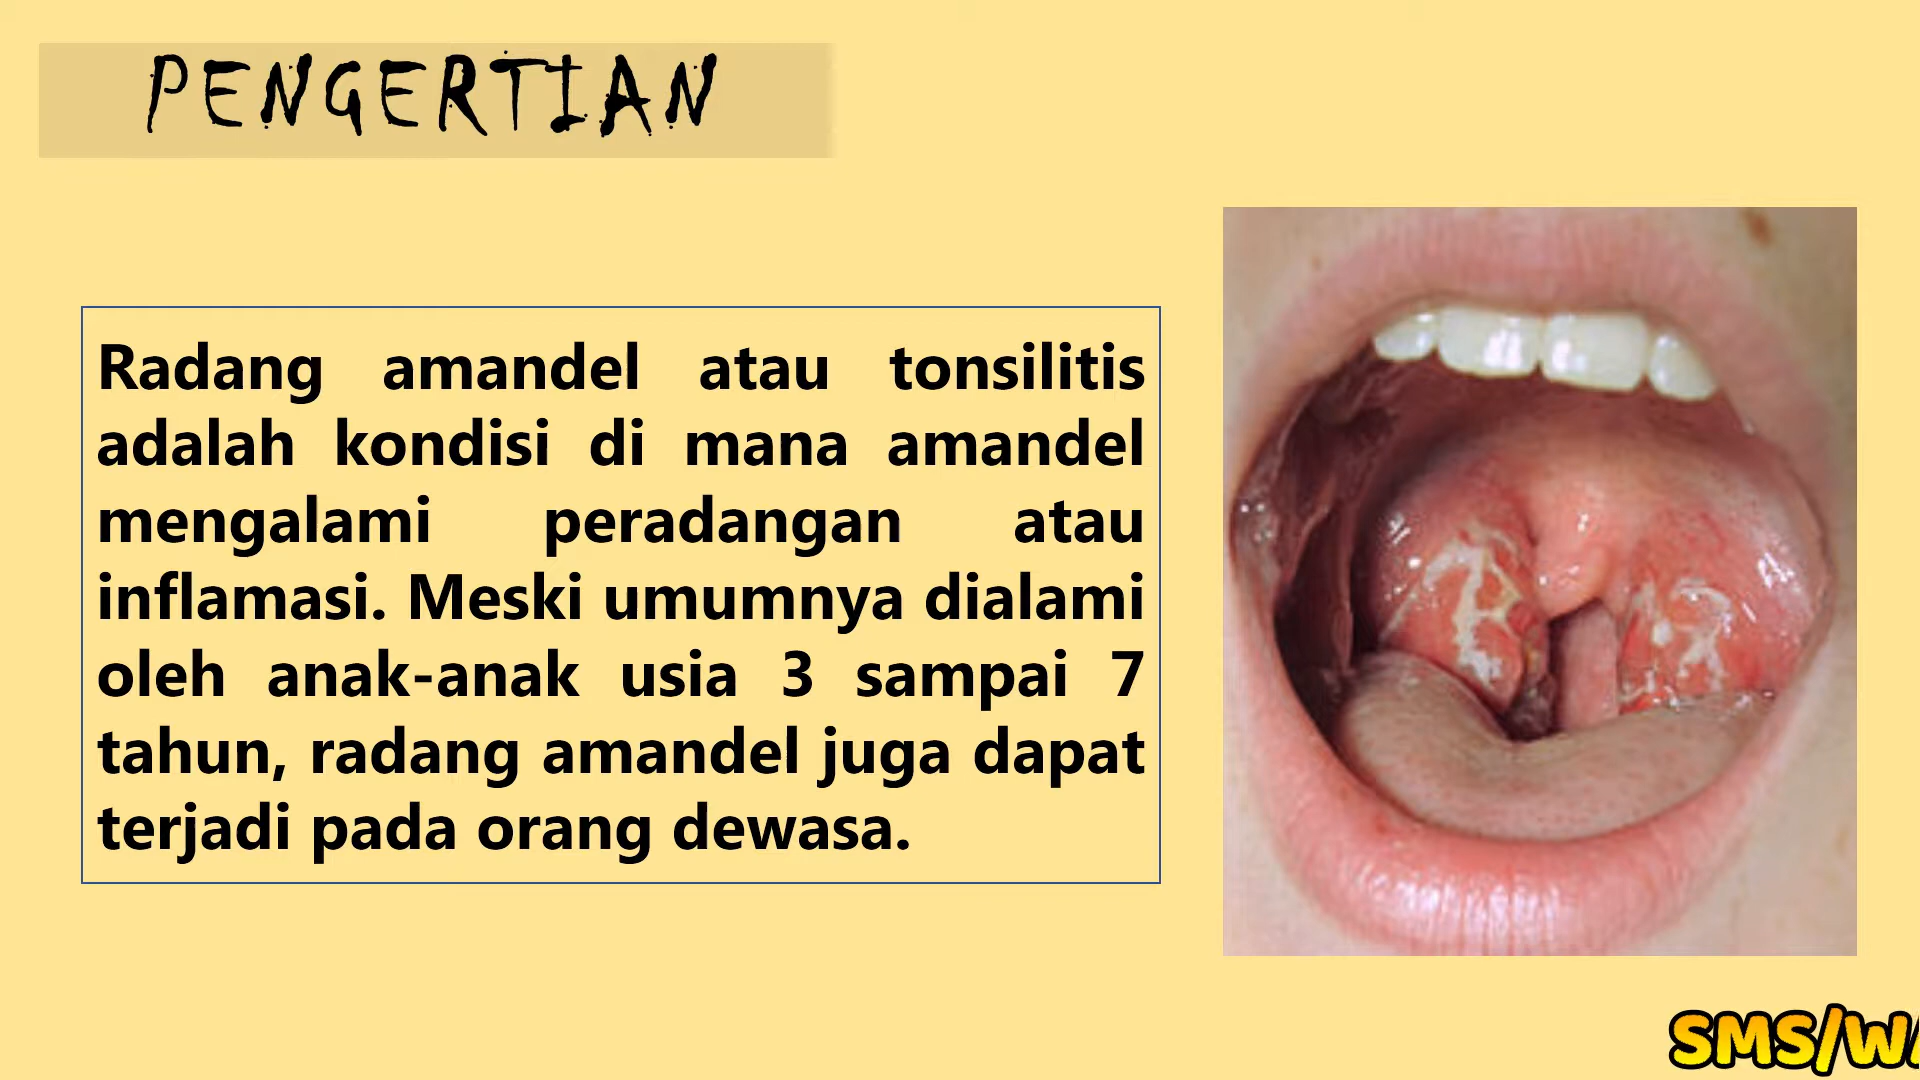 PENGERTIAN
Radang amandel atau tonsilitis
adalah kondisi di mana amandel
mengalami peradangan atau
inflamasi. Meski umumnya dialami
oleh anak-anak usia 3 sampai 7
tahun, radang amandel juga dapat
terjadi pada orang dewasa.
SMS/W